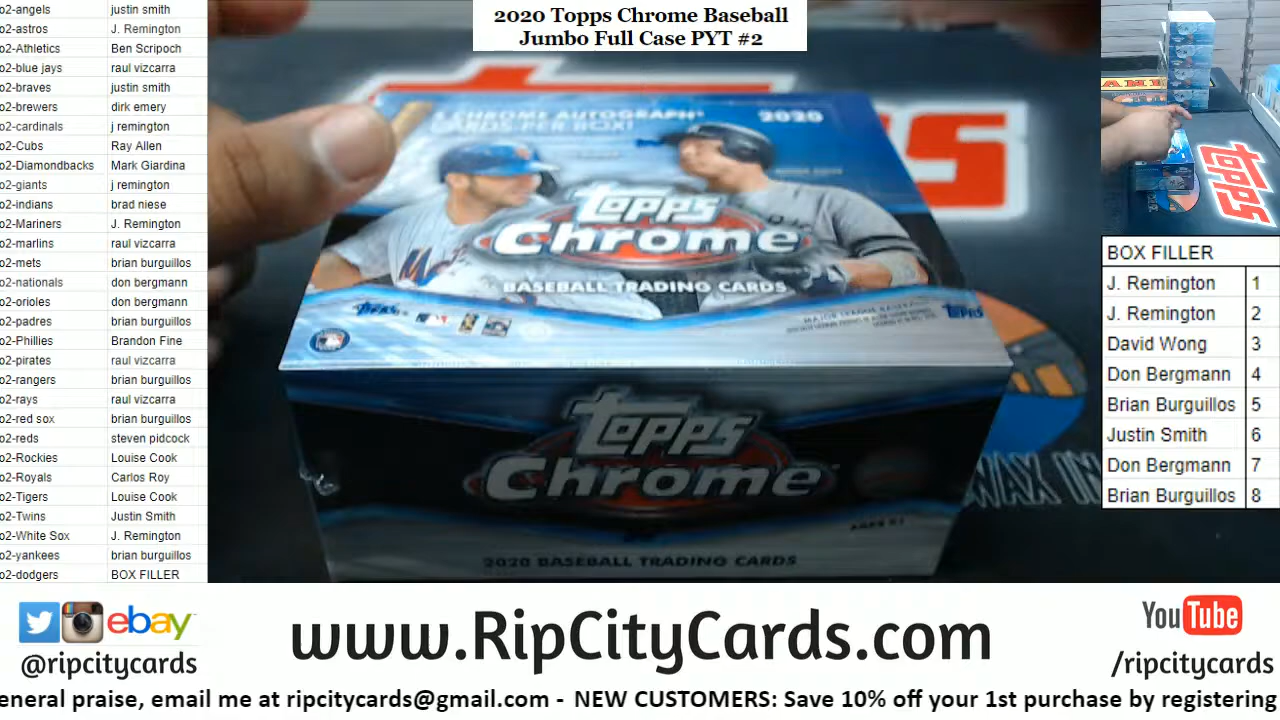 2020 Topps Chrome Baseball
Jumbo Full Case PYT #2
o2-angels justin smith
o2-astros J. Remington
o2-Athletics Ben Scripoch
o2-blue jays raul vizcarra
o2-braves justin smith
o2-brewers dirk emery
o2-cardinals j remington
o2-Cubs Ray Allen
o2-Diamondbacks Mark Giardina
o2-giants j remington
o2-indians brad niese
o2-Mariners J. Remington
o2-marlins raul vizcarra
o2-mets brian burguillos
o2-nationals don bergmann
o2-orioles don bergmann
o2-padres brian burguillos
o2-Phillies Brandon Fine
o2-pirates raul vizcarra
o2-rangers brian burguillos
o2-rays raul vizcarra
o2-red sox brian burguillos
o2-reds steven pidcock
o2-Rockies Louise Cook
o2-Royals Carlos Roy
o2-Tigers Louise Cook
o2-Twins Justin Smith
o2-White Sox J. Remington
o2-yankees brian burguillos
o2-dodgers BOX FILLER
CHROME AUTOGRAPH
CARDS PER BOX!
2020
Topps
Chrome
BASEBALL TRADING CARDS
Topps
Topps
Chrome
2020 BASEBALL TRADING CARDS
WAX IN
Topps
BOX FILLER
J. Remington 1
J. Remington 2
David Wong 3
Don Bergmann 4
Brian Burguillos 5
Justin Smith 6
Don Bergmann 7
Brian Burguillos 8
ebay
@ripcitycards
www.RipCityCards.com
YouTube
/ripcitycards
eneral praise, email me at ripcitycards@gmail.com - NEW CUSTOMERS: Save 10% off your 1st purchase by registering